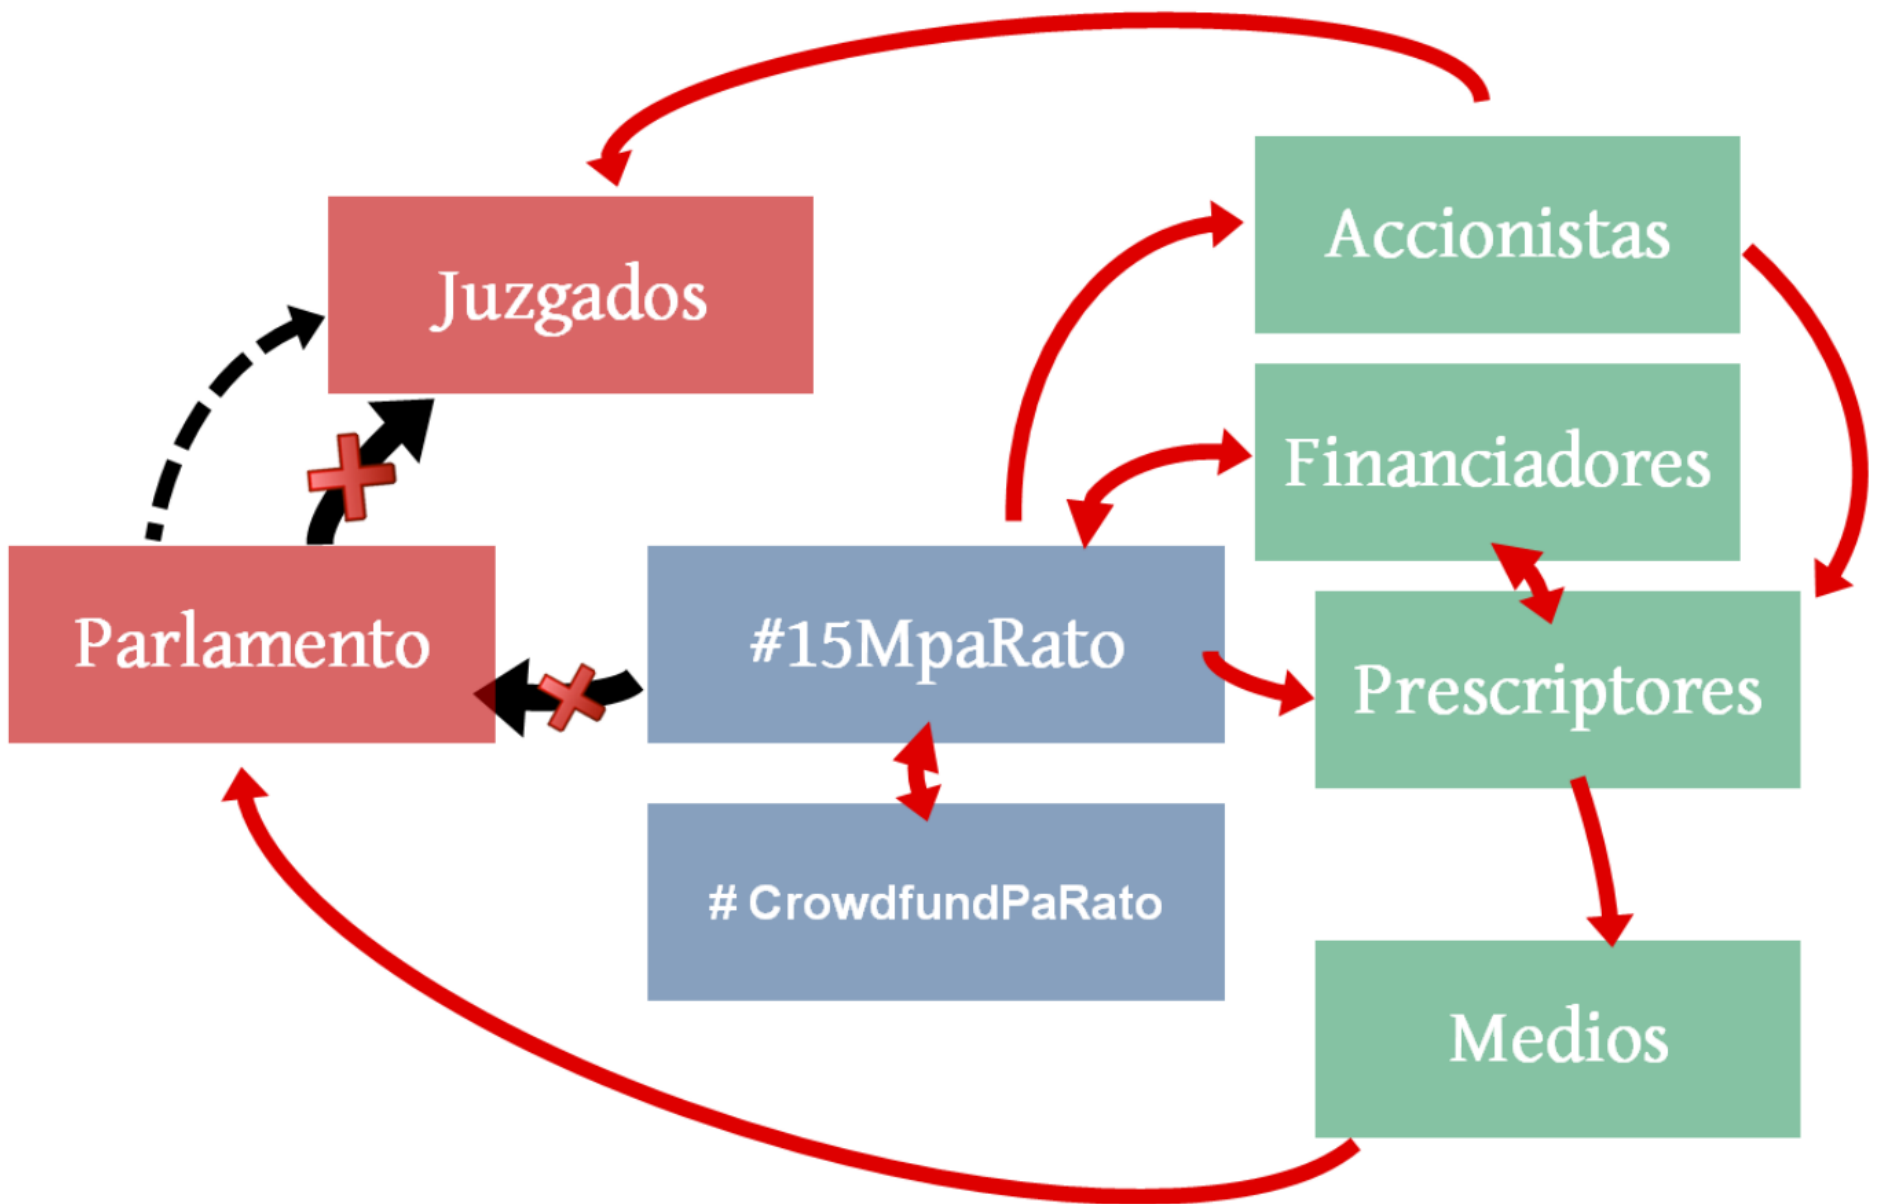 Accionistas
Juzgados
Financiadores
Parlamento
#15MpaRato
Prescriptores
# CrowdfundPaRato
Medios